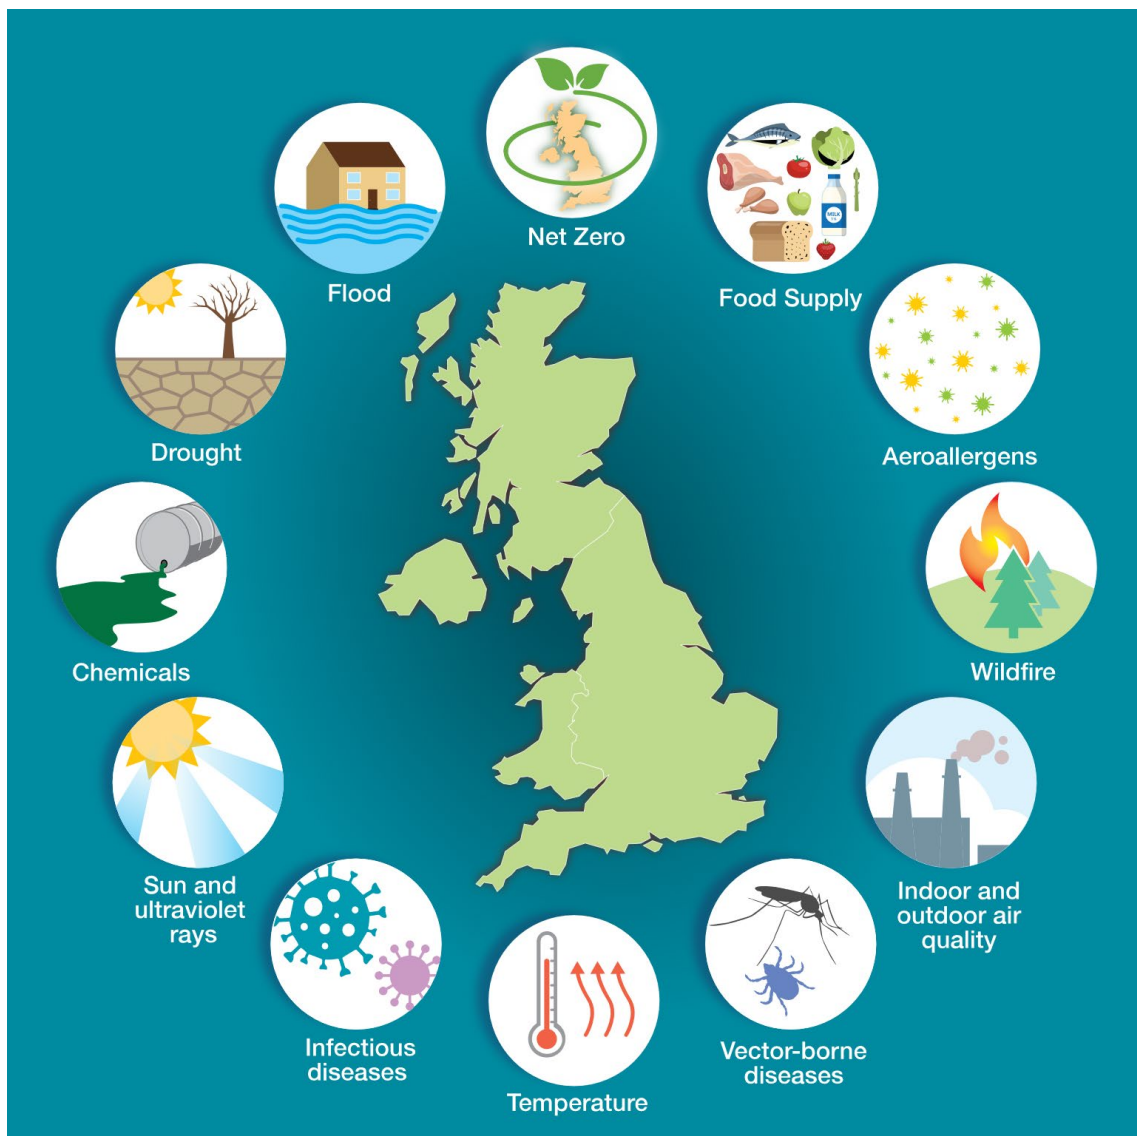 Net Zero
Food Supply
MILK
Aeroallergens
Wildfire
Indoor and
outdoor air
quality
Vector-borne
diseases
Temperature
Infectious
diseases
Sun and
ultraviolet
rays
Chemicals
Drought
Flood